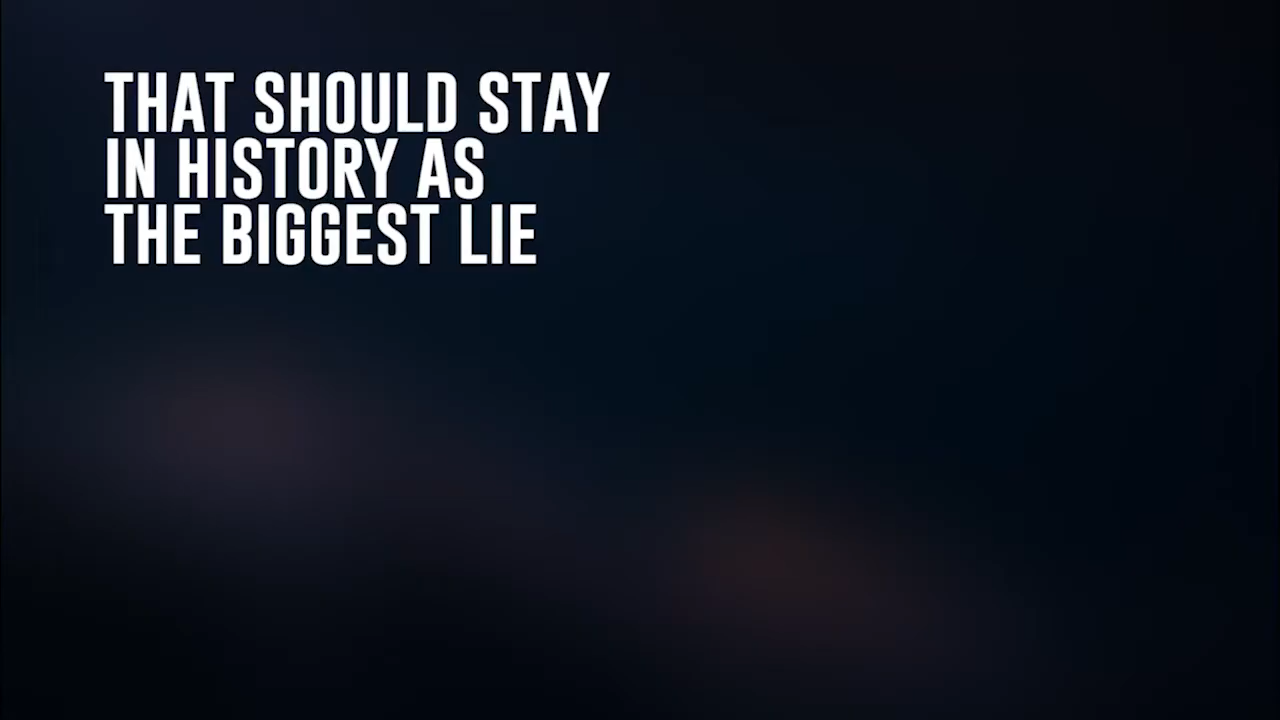 THAT SHOULD STAY
IN HISTORY AS
THE BIGGEST LIE